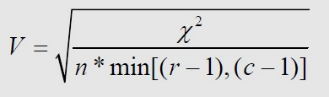 V = √(χ² / (n * min[(r − 1), (c − 1)]))